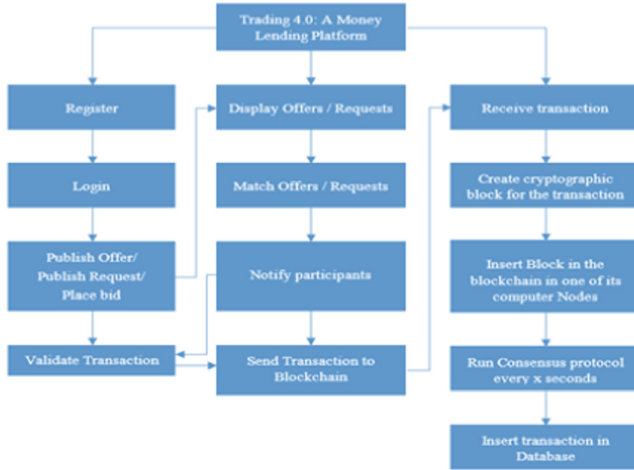 Trading 4.0: A Money
Lending Platform
Register
Display Offers / Requests
Receive transaction
Login
Match Offers / Requests
Create cryptographic
block for the transaction
Publish Offer/
Publish Request/
Place bid
Notify participants
Insert Block in the
blockchain in one of its
computer Nodes
Validate Transaction
Send Transaction to
Blockchain
Run Consensus protocol
every x seconds
Insert transaction in
Database